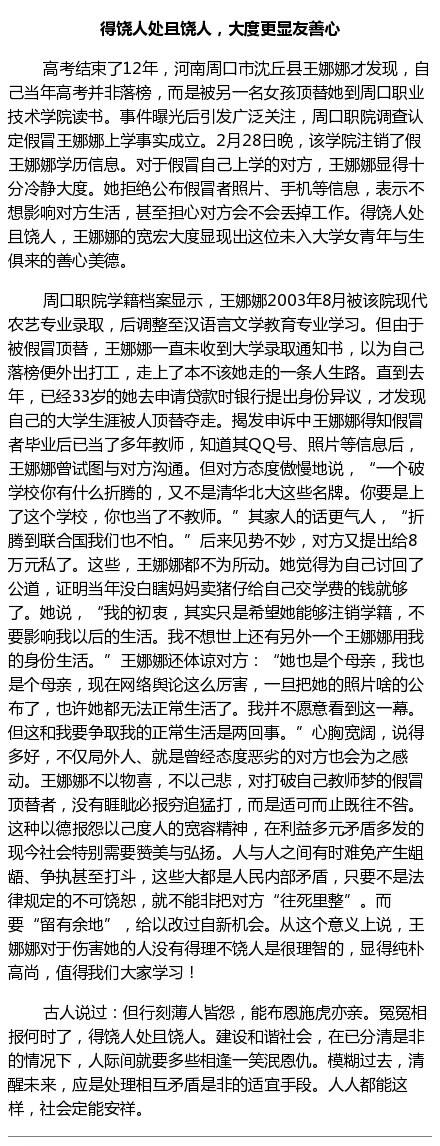 得饶人处且饶人，大度更显友善心
高考结束了12年，河南周口市沈丘县王娜娜才发现，自
己当年高考并非落榜，而是被另一名女孩顶替她到周口职业
技术学院读书。事件曝光后引发广泛关注，周口职院调查认
定假冒王娜娜上学事实成立。2月28日晚，该学院注销了假
王娜娜学历信息。对于假冒自己上学的对方，王娜娜显得十
分冷静大度。她拒绝公布假冒者照片、手机等信息，表示不
想影响对方生活，甚至担心对方会不会丢掉工作。得饶人处
且饶人，王娜娜的宽宏大度显现出这位未入大学女青年与生
俱来的善心美德。
周口职院学籍档案显示，王娜娜2003年8月被该院现代
农艺专业录取，后调整至汉语言文学教育专业学习。但由于
被假冒顶替，王娜娜一直未收到大学录取通知书，以为自己
落榜便外出打工，走上了本不该她走的一条人生路。直到去
年，已经33岁的她去申请贷款时银行提出身份异议，才发现
自己的大学生涯被人顶替夺走。揭发申诉中王娜娜得知假冒
者毕业后已当了多年教师，知道其QQ号、照片等信息后，
王娜娜曾试图与对方沟通。但对方态度傲慢地说，“一个破
学校你有什么折腾的，又不是清华北大这些名牌。你要是上
了这个学校，你也当了不教师。”其家人的话更气人，“折
腾到联合国我们也不怕。”后来见势不妙，对方又提出给8
万元私了。这些，王娜娜都不为所动。她觉得为自己讨回了
公道，证明当年没白瞎妈妈卖猪仔给自己交学费的钱就够
了。她说，“我的初衷，其实只是希望她能够注销学籍，不
要影响我以后的生活。我不想世上还有另外一个王娜娜用我
的身份生活。”王娜娜还体谅对方：“她也是个母亲，我也
是个母亲，现在网络舆论这么厉害，一旦把她的照片啥的公
布了，也许她都无法正常生活了。我并不愿意看到这一幕。
但这和我要争取我的正常生活是两回事。”心胸宽阔，说得
多好，不仅局外人、就是曾经态度恶劣的对方也会为之感
动。王娜娜不以物喜，不以己悲，对打破自己教师梦的假冒
顶替者，没有睚眦必报穷追猛打，而是适可而止既往不咎。
这种以德报怨以己度人的宽容精神，在利益多元矛盾多发的
现今社会特别需要赞美与弘扬。人与人之间有时难免产生龃
龉、争执甚至打斗，这些大都是人民内部矛盾，只要不是法
律规定的不可饶恕，就不能非把对方“往死里整”。而
要“留有余地”，给以改过自新机会。从这个意义上说，王
娜娜对于伤害她的人没有得理不饶人是很理智的，显得纯朴
高尚，值得我们大家学习！
古人说过：但行刻薄人皆怨，能布恩施虎亦亲。冤冤相
报何时了，得饶人处且饶人。建设和谐社会，在已分清是非
的情况下，人际间就要多些相逢一笑泯恩仇。模糊过去，清
醒未来，应是处理相互矛盾是非的适宜手段。人人都能这
样，社会定能安祥。